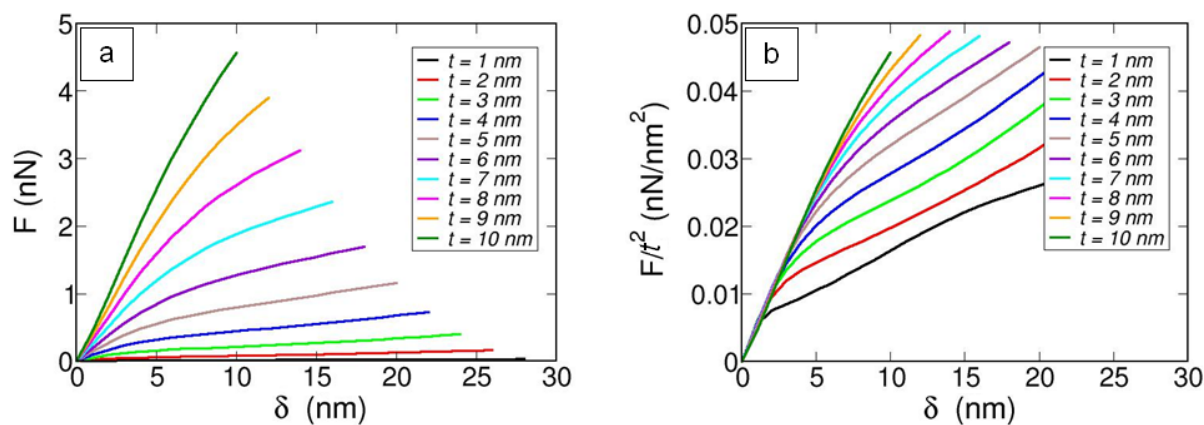 a
F (nN)
5
4
3
2
1
0
0 5 10 15 20 25 30
δ (nm)
t = 1 nm
t = 2 nm
t = 3 nm
t = 4 nm
t = 5 nm
t = 6 nm
t = 7 nm
t = 8 nm
t = 9 nm
t = 10 nm
b
F/t² (nN/nm²)
0.05
0.04
0.03
0.02
0.01
0
0 5 10 15 20 25 30
δ (nm)
t = 1 nm
t = 2 nm
t = 3 nm
t = 4 nm
t = 5 nm
t = 6 nm
t = 7 nm
t = 8 nm
t = 9 nm
t = 10 nm